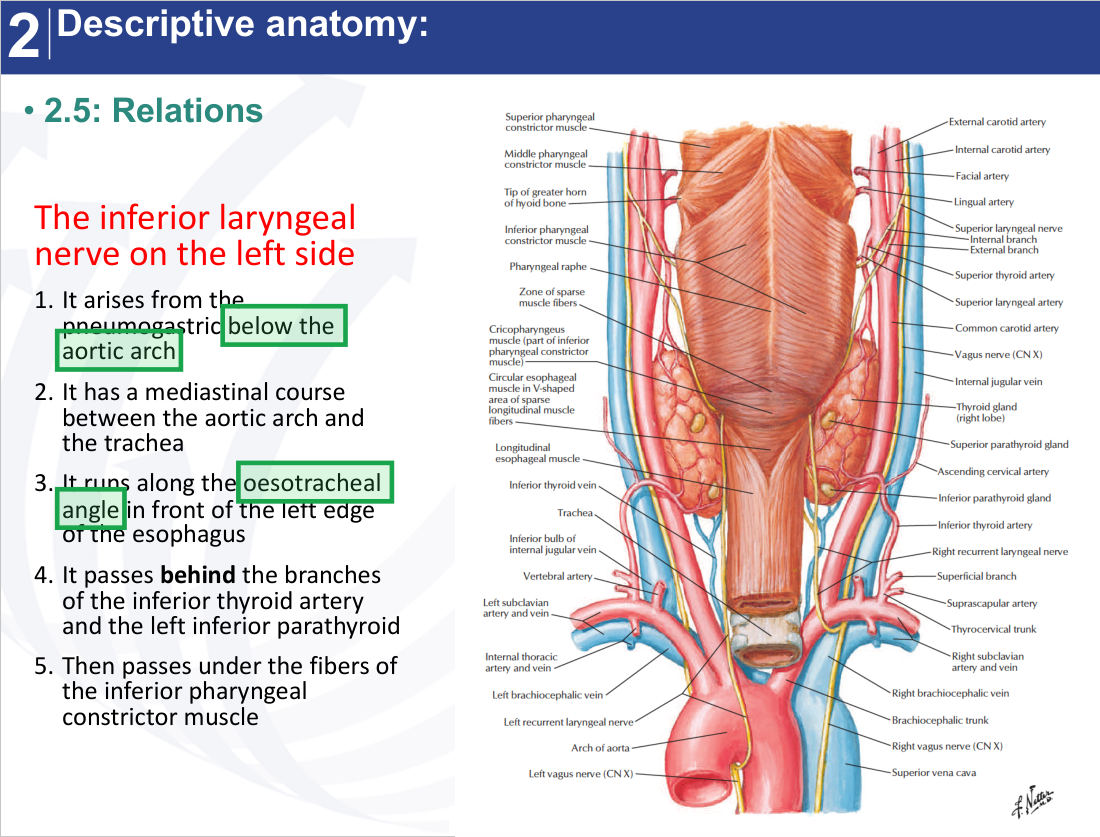 2
Descriptive anatomy:
• 2.5: Relations
The inferior laryngeal
nerve on the left side
1. It arises from the
pneumogastric below the
aortic arch
2. It has a mediastinal course
between the aortic arch and
the trachea
3. It runs along the oesotracheal
angle in front of the left edge
of the esophagus
4. It passes behind the branches
of the inferior thyroid artery
and the left inferior parathyroid
5. Then passes under the fibers of
the inferior pharyngeal
constrictor muscle
Superior pharyngeal
constrictor muscle
Middle pharyngeal
constrictor muscle
Tip of greater horn
of hyoid bone
Inferior pharyngeal
constrictor muscle
Pharyngeal raphe
Zone of sparse
muscle fibers
Cricopharyngeus
muscle (part of inferior
pharyngeal constrictor
muscle)
Circular esophageal
muscle in V-shaped
area of sparse
longitudinal muscle
fibers
Longitudinal
esophageal muscle
Inferior thyroid vein
Trachea
Inferior bulb of
internal jugular vein
Vertebral artery
Left subclavian
artery and vein
Internal thoracic
artery and vein
Left brachiocephalic vein
Left recurrent laryngeal nerve
Arch of aorta
Left vagus nerve (CN X)
External carotid artery
Internal carotid artery
Facial artery
Lingual artery
Superior laryngeal nerve
Internal branch
External branch
Superior thyroid artery
Superior laryngeal artery
Common carotid artery
Vagus nerve (CN X)
Internal jugular vein
Thyroid gland
(right lobe)
Superior parathyroid gland
Ascending cervical artery
Inferior parathyroid gland
Inferior thyroid artery
Right recurrent laryngeal nerve
Superficial branch
Suprascapular artery
Thyrocervical trunk
Right subclavian
artery and vein
Right brachiocephalic vein
Brachiocephalic trunk
Right vagus nerve (CN X)
Superior vena cava
F. Netter
M.D.